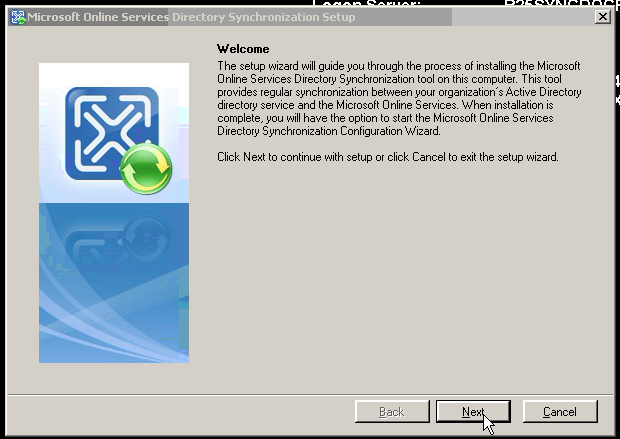 Logon Server:
Microsoft Online Services Directory Synchronization Setup
Welcome
The setup wizard will guide you through the process of installing the Microsoft
Online Services Directory Synchronization tool on this computer. This tool
provides regular synchronization between your organization's Active Directory
directory service and the Microsoft Online Services. When installation is
complete, you will have the option to start the Microsoft Online Services
Directory Synchronization Configuration Wizard.
Click Next to continue with setup or click Cancel to exit the setup wizard.
Back Next Cancel